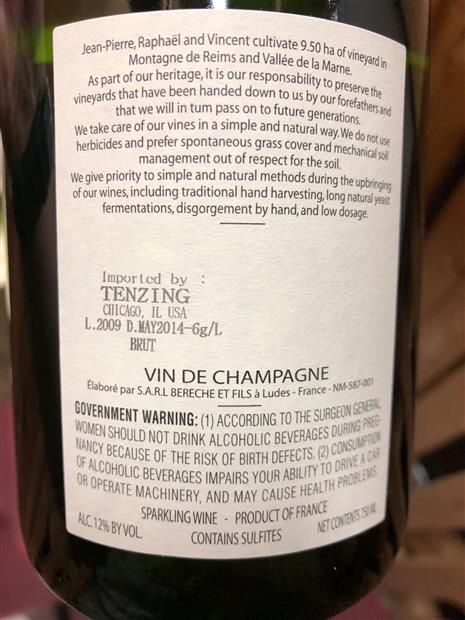 Jean-Pierre, Raphaël and Vincent cultivate 9.50 ha of vineyard in
Montagne de Reims and Vallée de la Marne.
As part of our heritage, it is our responsability to preserve the
vineyards that have been handed down to us by our forefathers and
that we will in turn pass on to future generations.
We take care of our vines in a simple and natural way. We do not use
herbicides and prefer spontaneous grass cover and mechanical soil
management out of respect for the soil.
We give priority to simple and natural methods during the upbringing
of our wines, including traditional hand harvesting, long natural yeast
fermentations, disgorgement by hand, and low dosage.
Imported by :
TENZING
CHICAGO, IL USA
L.2009 D.MAY2014-6g/L
BRUT
VIN DE CHAMPAGNE
Élaboré par S.A.R.L BERECHE ET FILS à Ludes - France - NM-587-001
GOVERNMENT WARNING: (1) ACCORDING TO THE SURGEON GENERAL,
WOMEN SHOULD NOT DRINK ALCOHOLIC BEVERAGES DURING PREG-
NANCY BECAUSE OF THE RISK OF BIRTH DEFECTS. (2) CONSUMPTION
OF ALCOHOLIC BEVERAGES IMPAIRS YOUR ABILITY TO DRIVE A CAR
OR OPERATE MACHINERY, AND MAY CAUSE HEALTH PROBLEMS.
SPARKLING WINE - PRODUCT OF FRANCE
ALC. 12% BY VOL. CONTAINS SULFITES NET CONTENTS 750 ML